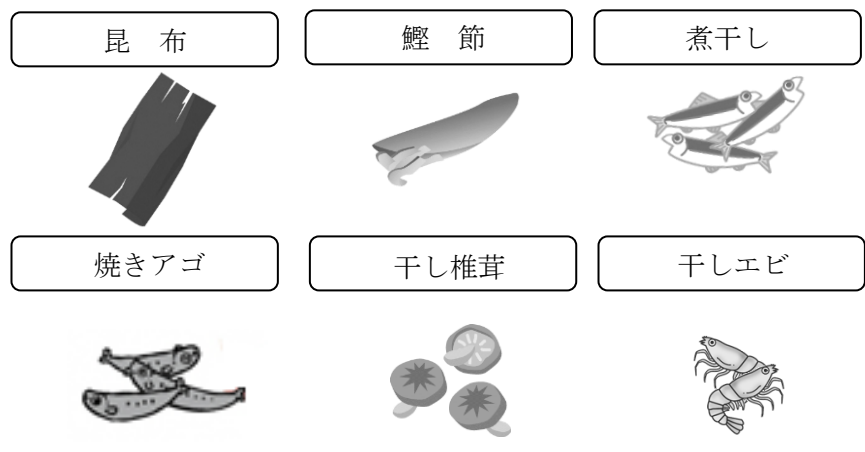 昆　布
鰹　節
煮干し
焼きアゴ
干し椎茸
干しエビ